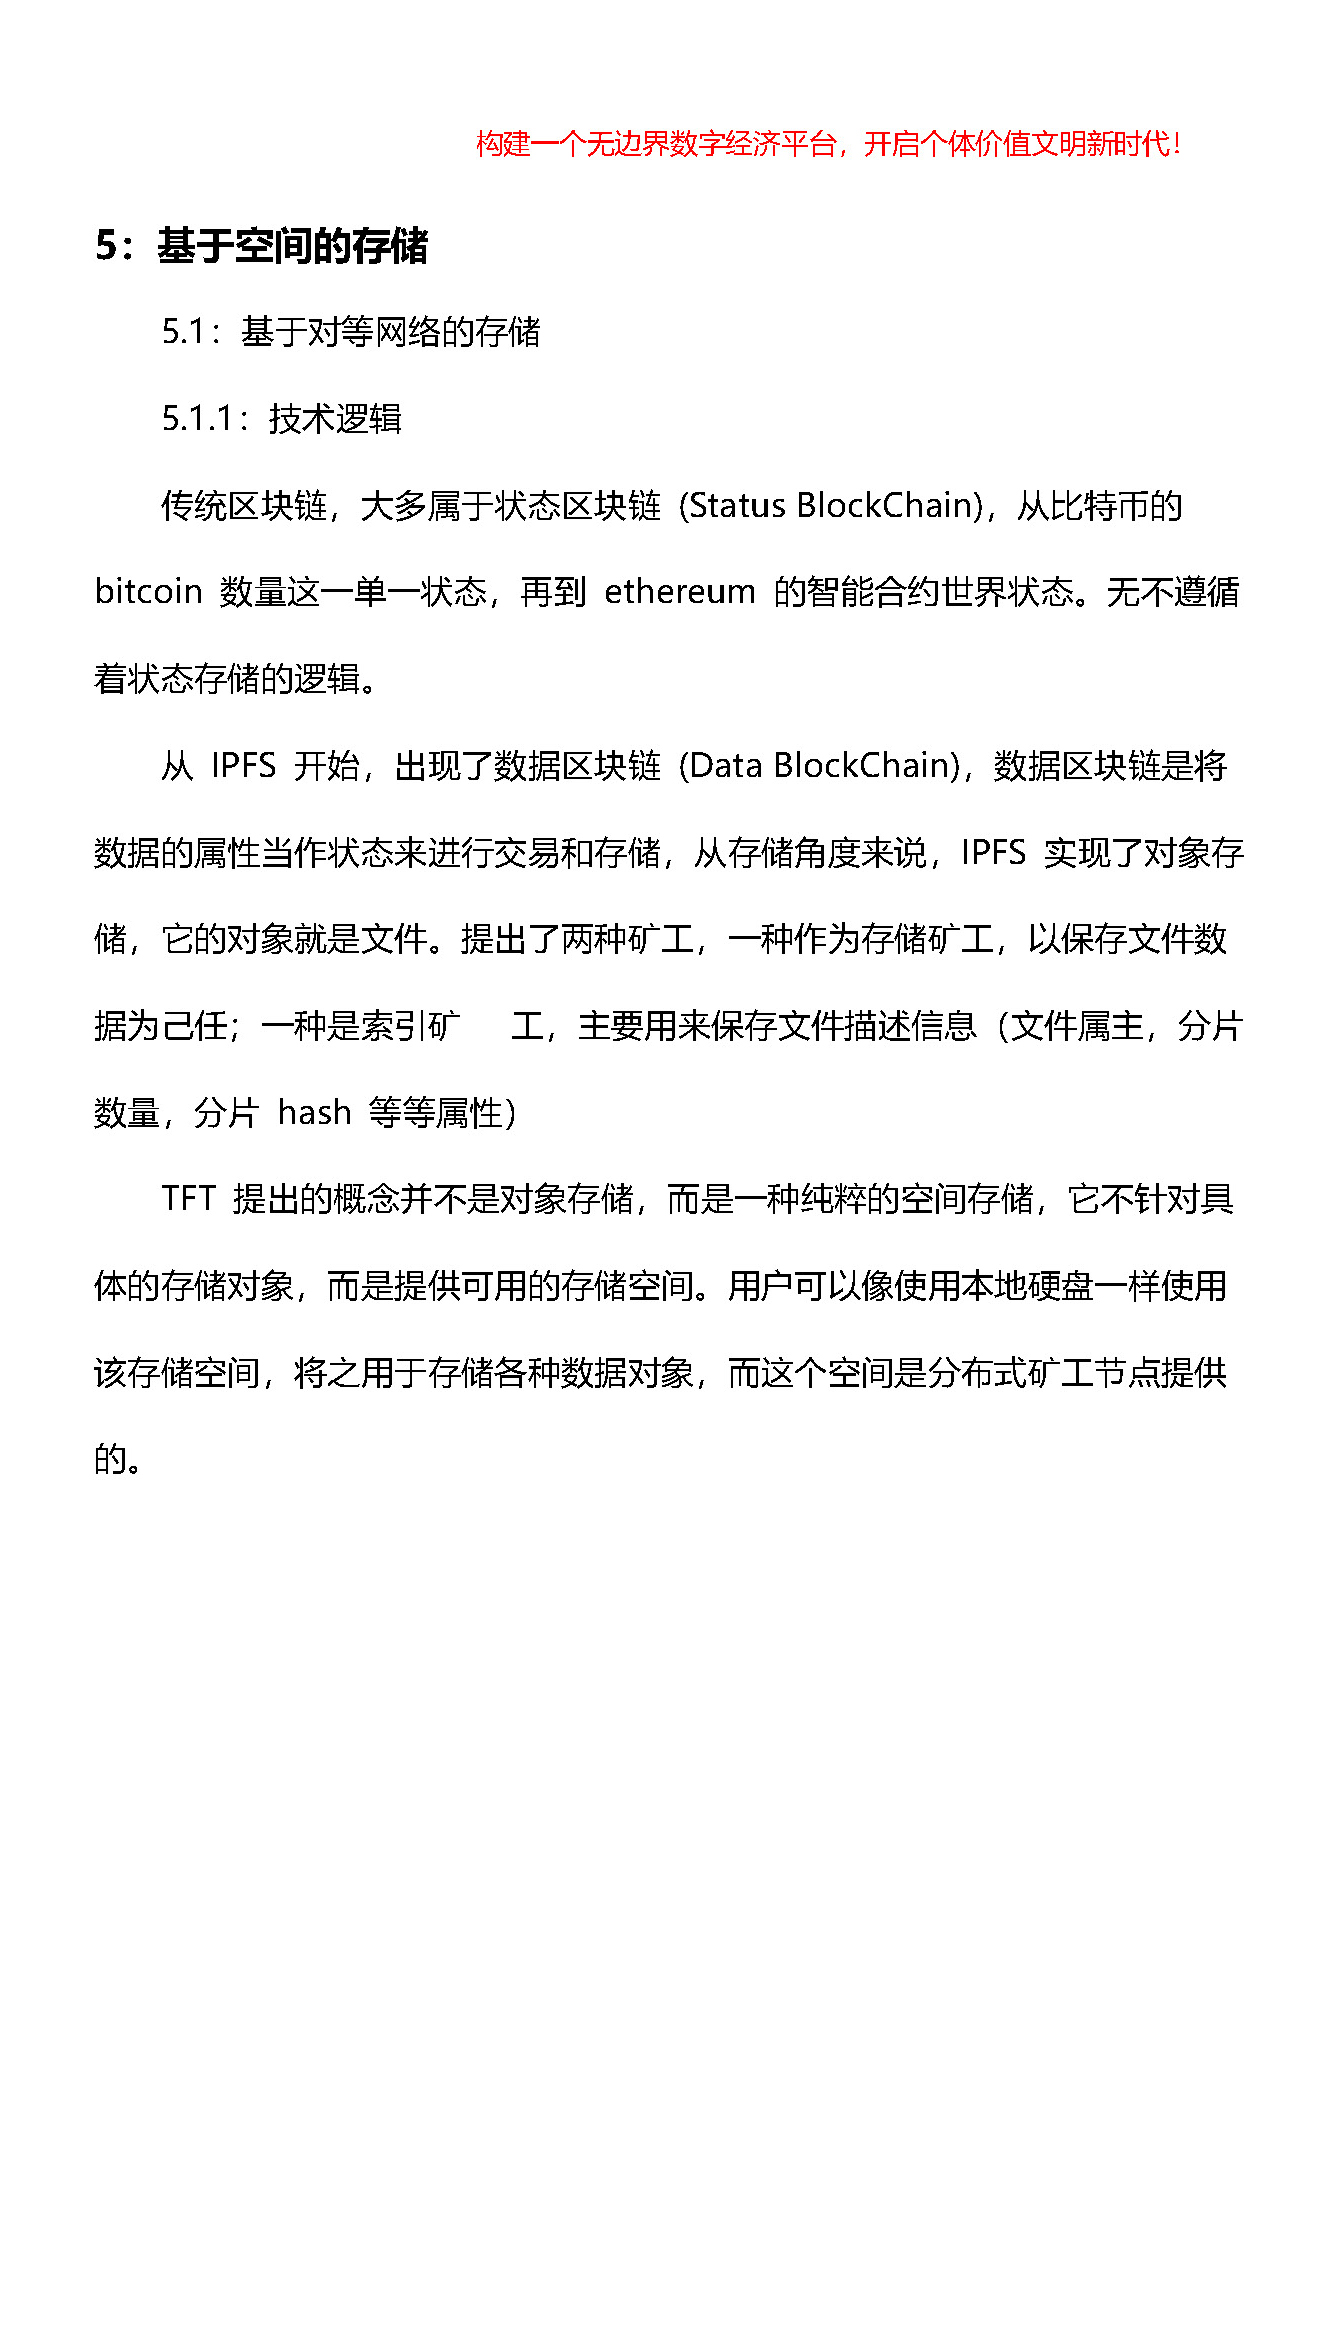 构建一个无边界数字经济平台，开启个体价值文明新时代！
5：基于空间的存储
5.1：基于对等网络的存储
5.1.1：技术逻辑
传统区块链，大多属于状态区块链 (Status BlockChain)，从比特币的
bitcoin 数量这一单一状态，再到 ethereum 的智能合约世界状态。无不遵循
着状态存储的逻辑。
从 IPFS 开始，出现了数据区块链 (Data BlockChain)，数据区块链是将
数据的属性当作状态来进行交易和存储，从存储角度来说，IPFS 实现了对象存
储，它的对象就是文件。提出了两种矿工，一种作为存储矿工，以保存文件数
据为己任；一种是索引矿 工，主要用来保存文件描述信息（文件属主，分片
数量，分片 hash 等等属性）
TFT 提出的概念并不是对象存储，而是一种纯粹的空间存储，它不针对具
体的存储对象，而是提供可用的存储空间。用户可以像使用本地硬盘一样使用
该存储空间，将之用于存储各种数据对象，而这个空间是分布式矿工节点提供
的。